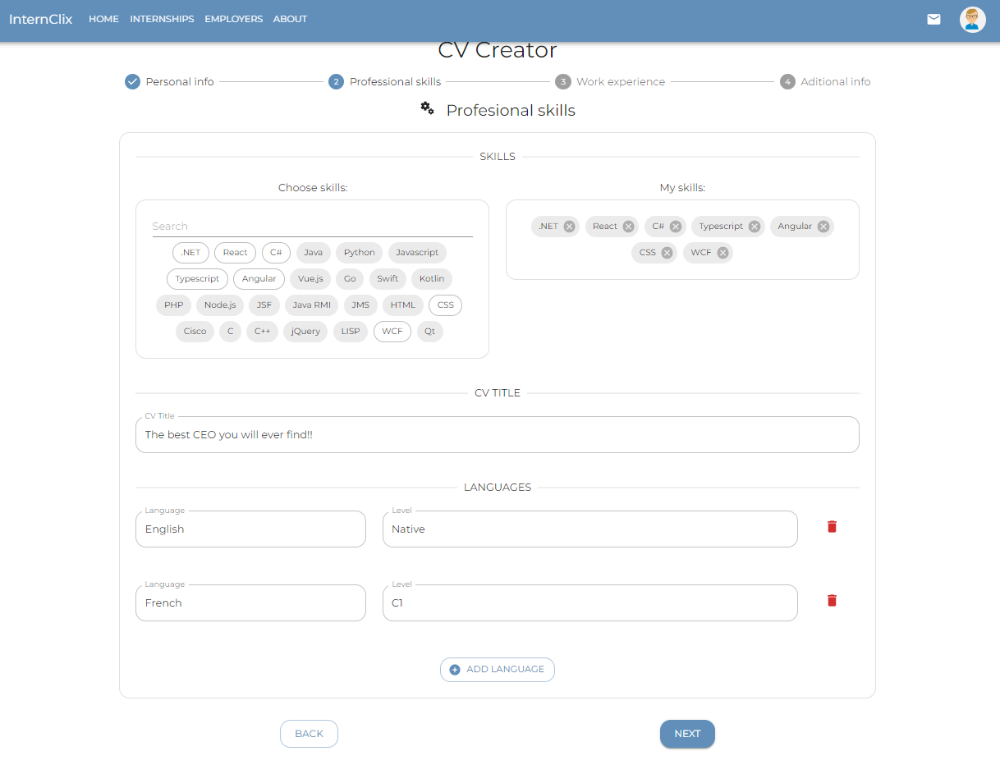 InternClix HOME INTERNSHIPS EMPLOYERS ABOUT
CV Creator
Personal info 2 Professional skills 3 Work experience 4 Aditional info
Profesional skills
SKILLS
Choose skills:
Search
.NET React C# Java Python Javascript
Typescript Angular Vue.js Go Swift Kotlin
PHP Node.js JSF Java RMI JMS HTML CSS
Cisco C C++ jQuery LISP WCF Qt
My skills:
.NET React C# Typescript Angular
CSS WCF
CV TITLE
CV Title
The best CEO you will ever find!!
LANGUAGES
Language Level
English Native
Language Level
French C1
ADD LANGUAGE
BACK NEXT